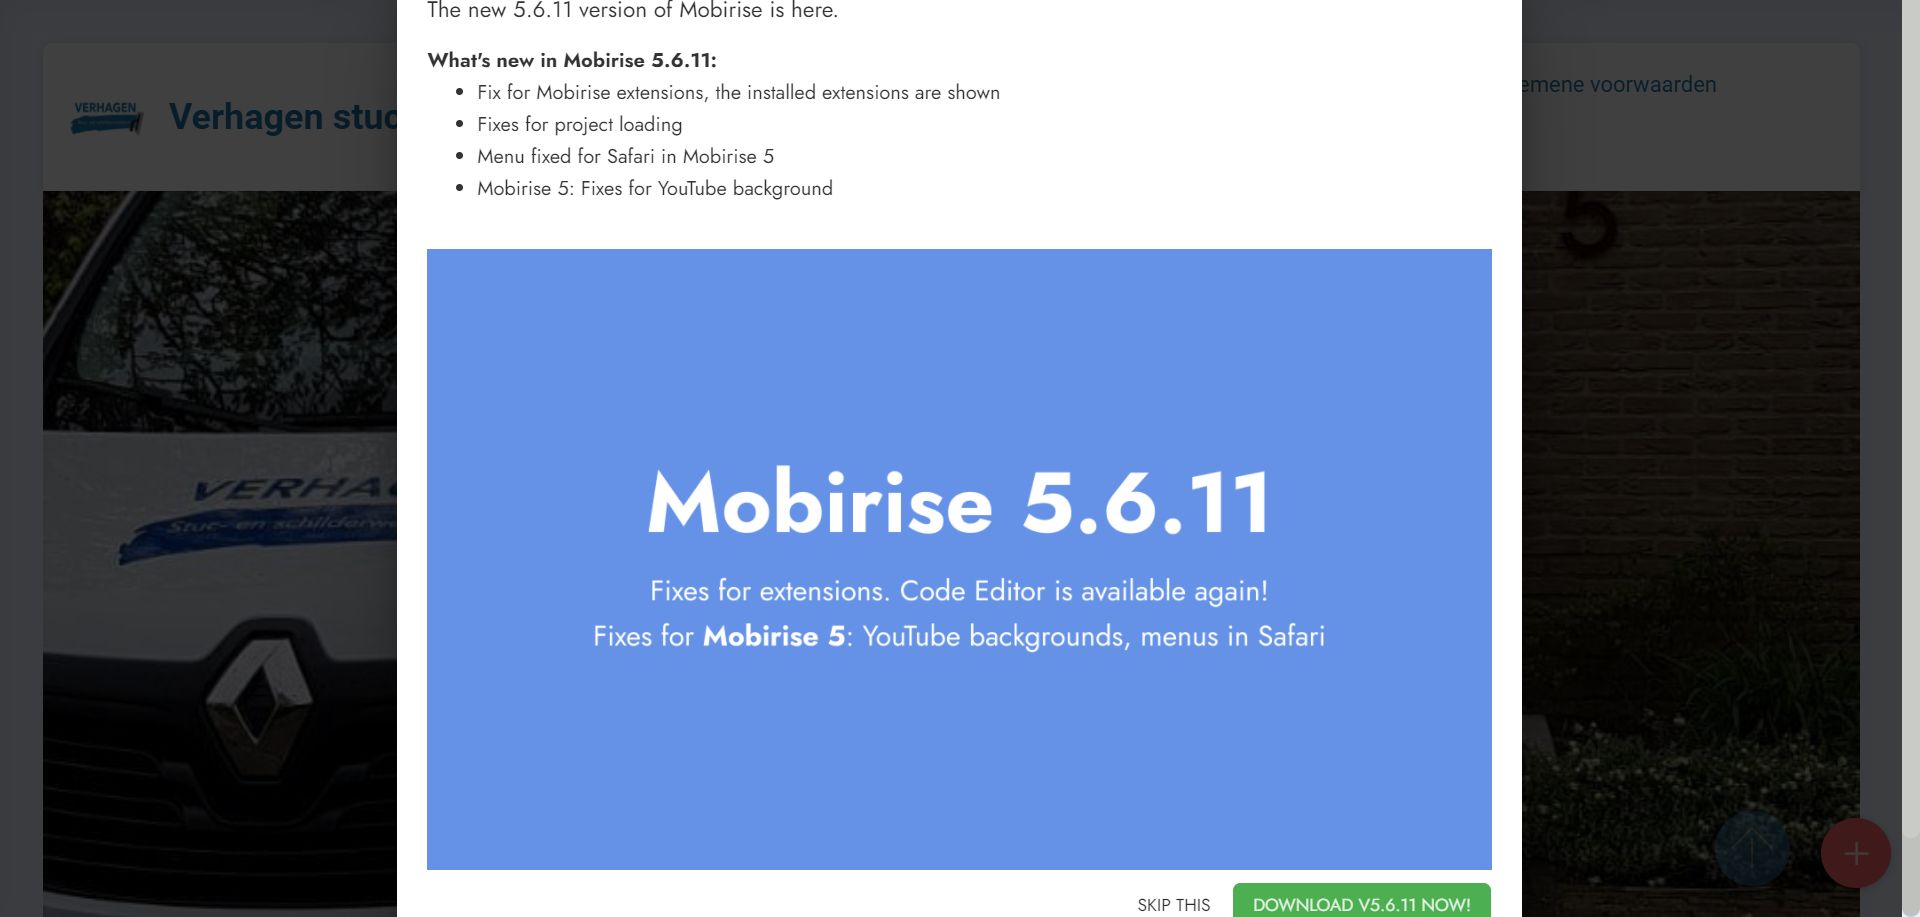 The new 5.6.11 version of Mobirise is here.
What's new in Mobirise 5.6.11:
Fix for Mobirise extensions, the installed extensions are shown
Fixes for project loading
Menu fixed for Safari in Mobirise 5
Mobirise 5: Fixes for YouTube background
VERHAGEN
Verhagen stuc
emene voorwaarden
5
VERHAG
Stuc- en schilderwe
Mobirise 5.6.11
Fixes for extensions. Code Editor is available again!
Fixes for Mobirise 5: YouTube backgrounds, menus in Safari
SKIP THIS
DOWNLOAD V5.6.11 NOW!